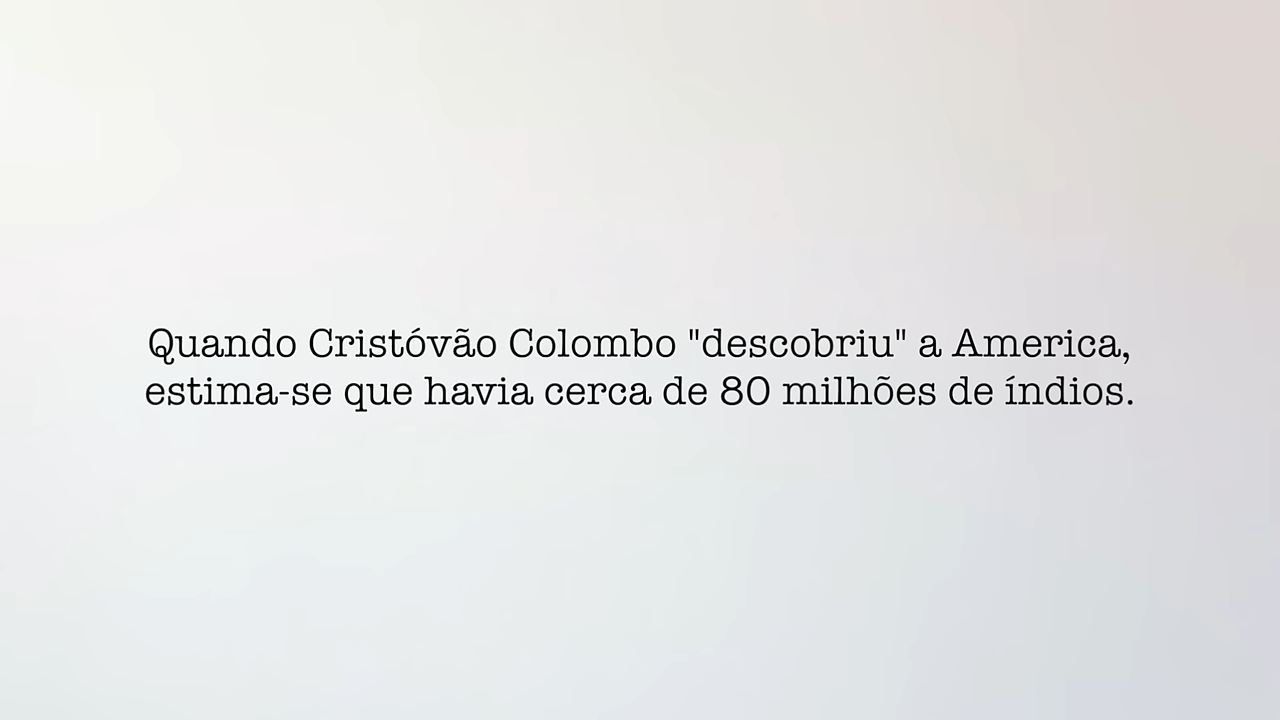 Quando Cristóvão Colombo "descobriu" a America,
estima-se que havia cerca de 80 milhões de índios.